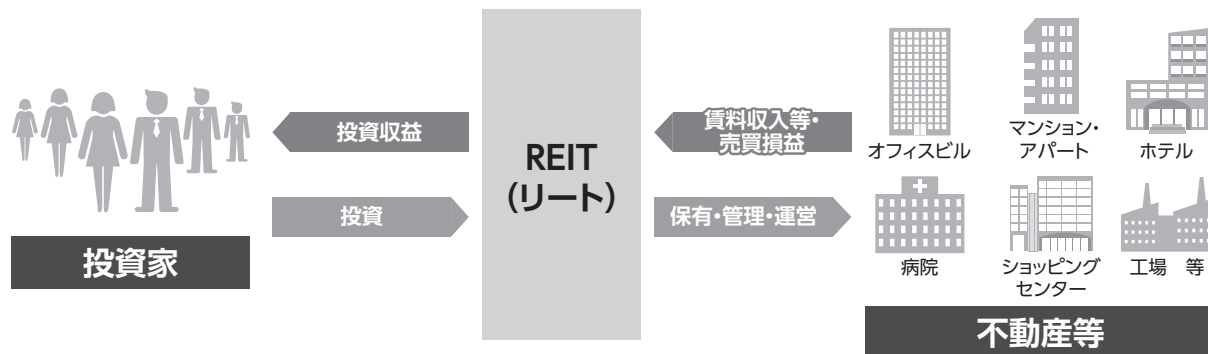 投資家
投資収益
投資
REIT
(リート)
賃料収入等・
売買損益
保有・管理・運営
オフィスビル
マンション・
アパート
ホテル
病院
ショッピング
センター
工場 等
不動産等